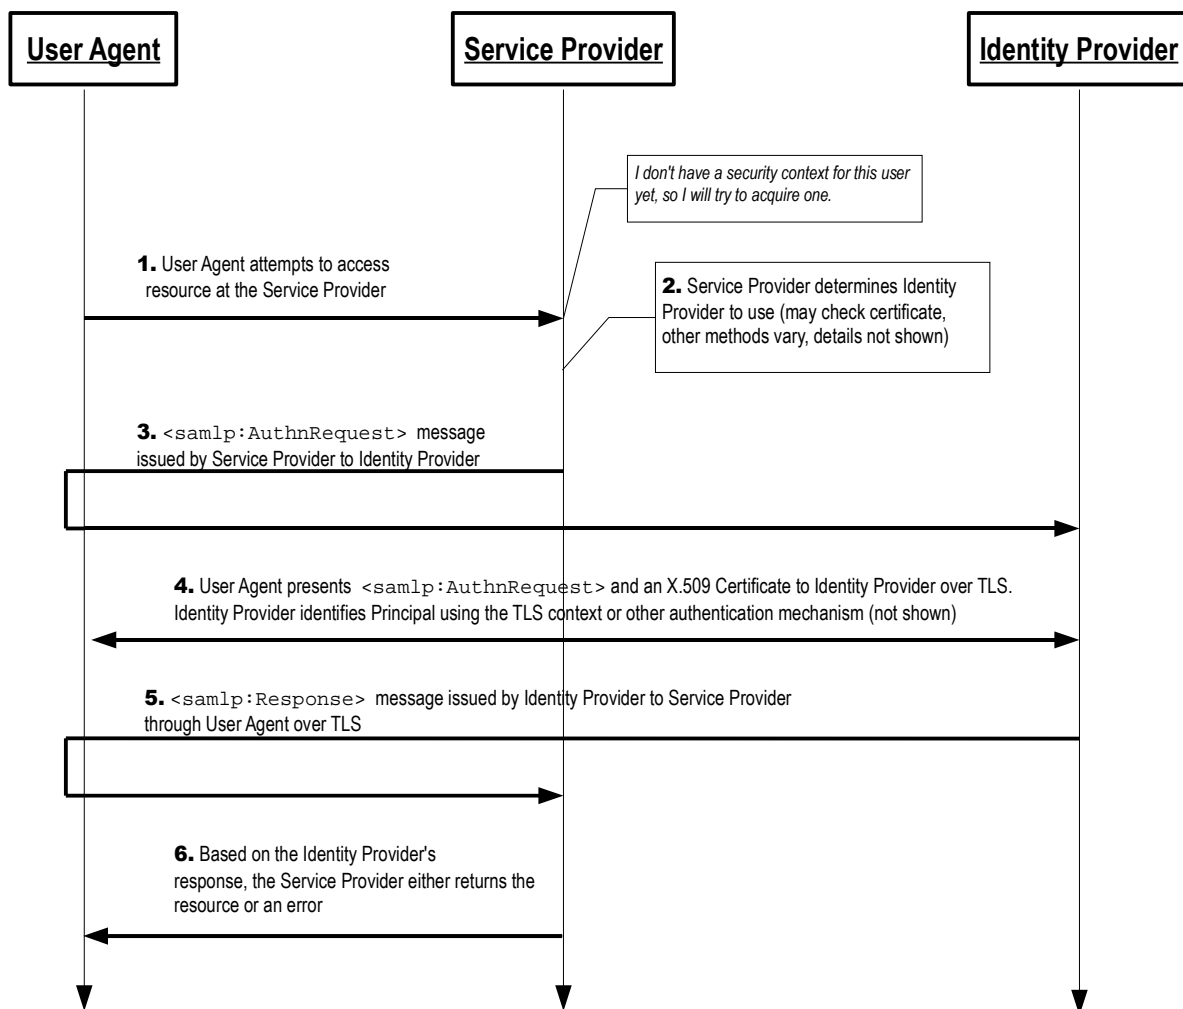 User Agent
Service Provider
Identity Provider
I don't have a security context for this user
yet, so I will try to acquire one.
1. User Agent attempts to access
resource at the Service Provider
2. Service Provider determines Identity
Provider to use (may check certificate,
other methods vary, details not shown)
3. <samlp:AuthnRequest> message
issued by Service Provider to Identity Provider
4. User Agent presents <samlp:AuthnRequest> and an X.509 Certificate to Identity Provider over TLS.
Identity Provider identifies Principal using the TLS context or other authentication mechanism (not shown)
5. <samlp:Response> message issued by Identity Provider to Service Provider
through User Agent over TLS
6. Based on the Identity Provider's
response, the Service Provider either returns the
resource or an error